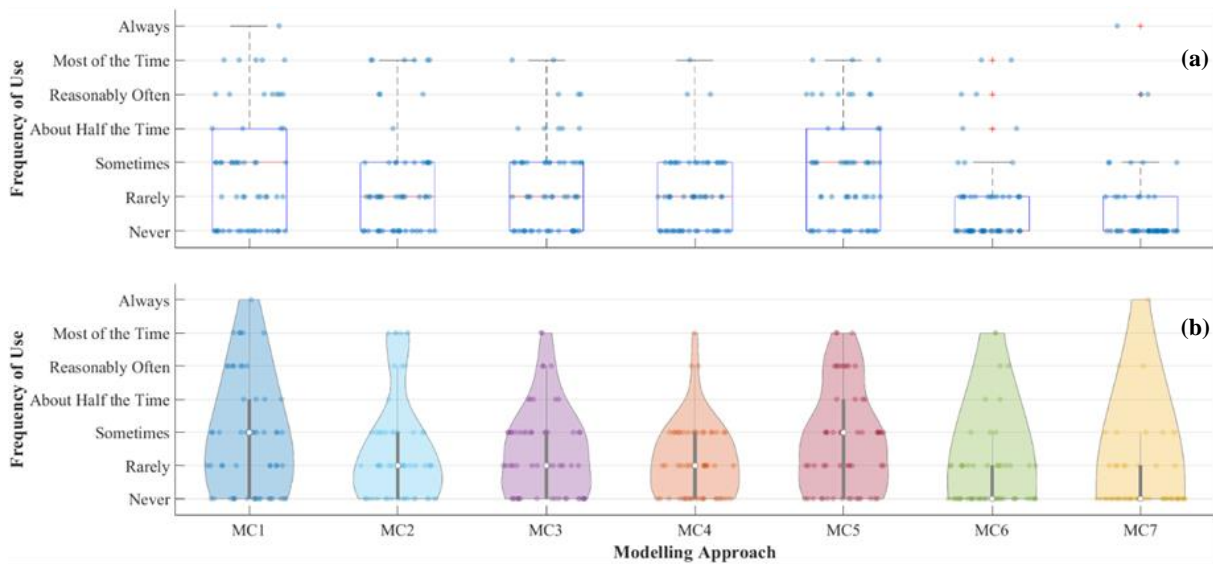 Always
(a)
Most of the Time
Reasonably Often
About Half the Time
Sometimes
Rarely
Never
Frequency of Use
Always
(b)
Most of the Time
Reasonably Often
About Half the Time
Sometimes
Rarely
Never
Frequency of Use
MC1 MC2 MC3 MC4 MC5 MC6 MC7
Modelling Approach